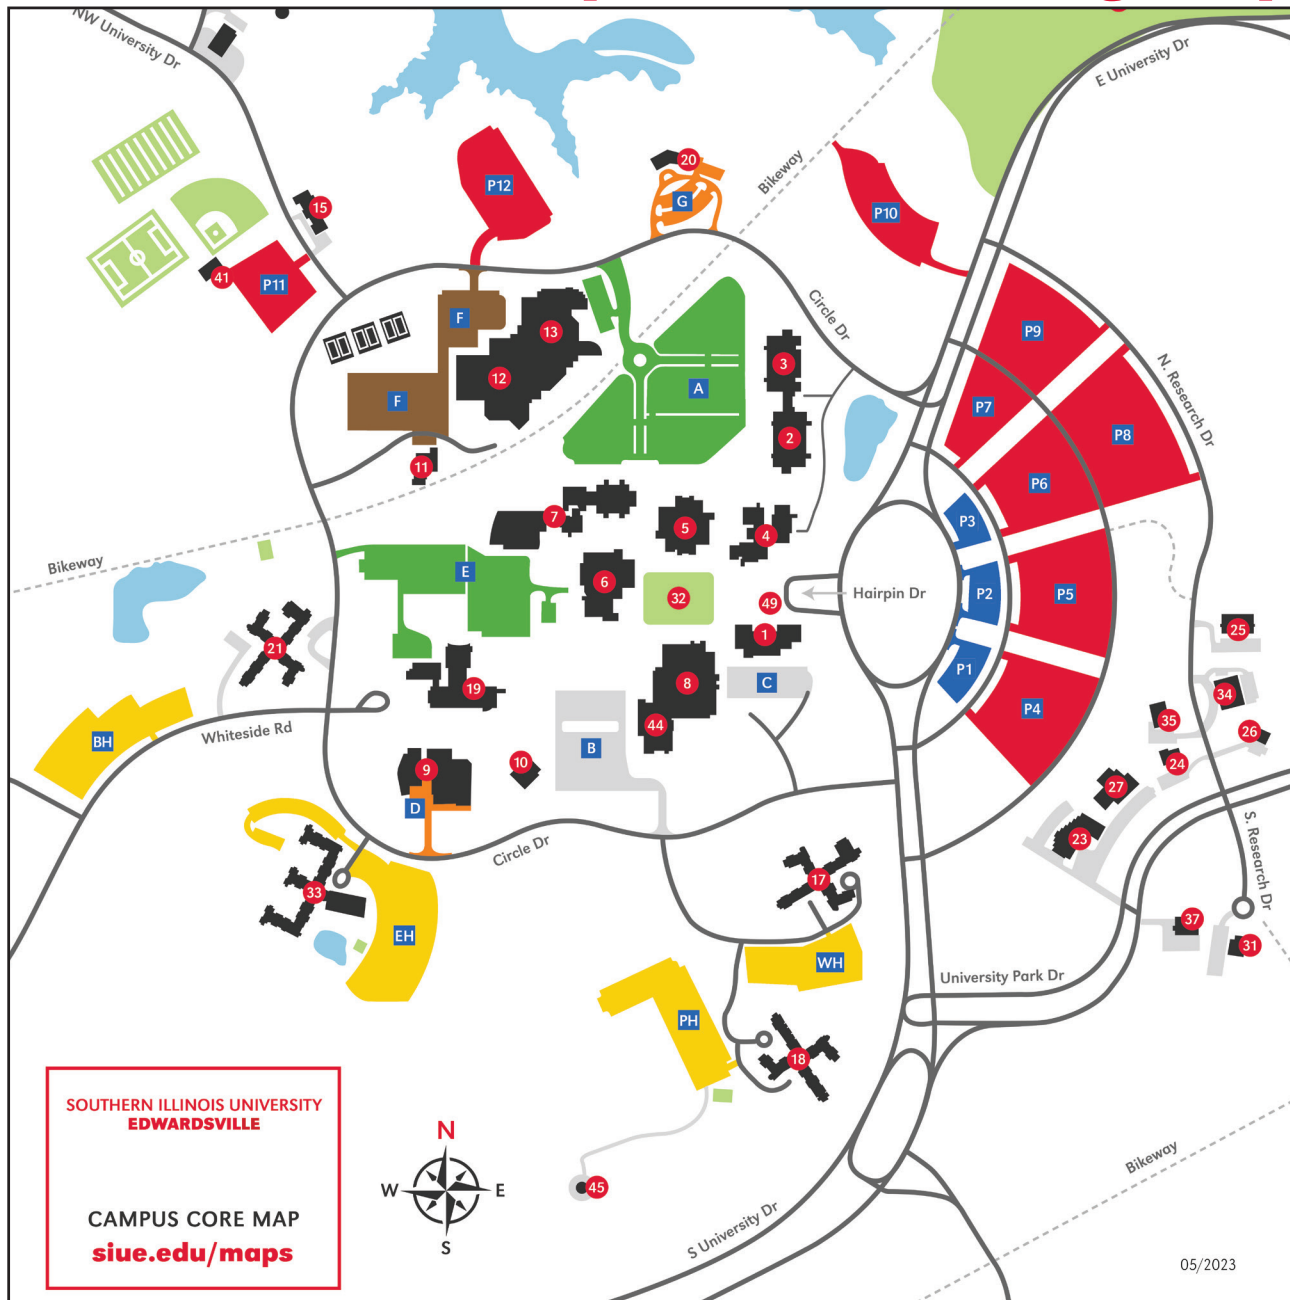 NW University Dr
E University Dr
20
Bikeway
P12
G
P10
15
41
P11
Circle Dr
F
13
P9
3
N. Research Dr
12
A
F
P7
P8
2
11
P6
7
5
P3
4
Bikeway
E
6
32
49
Hairpin Dr
P2
P5
1
25
21
P1
8
C
19
34
P4
35
44
Whiteside Rd
26
BH
B
10
24
9
27
D
S. Research Dr
23
Circle Dr
17
33
37
EH
31
WH
University Park Dr
PH
18
SOUTHERN ILLINOIS UNIVERSITY
EDWARDSVILLE
N
Bikeway
W
E
45
CAMPUS CORE MAP
S University Dr
S
siue.edu/maps
05/2023